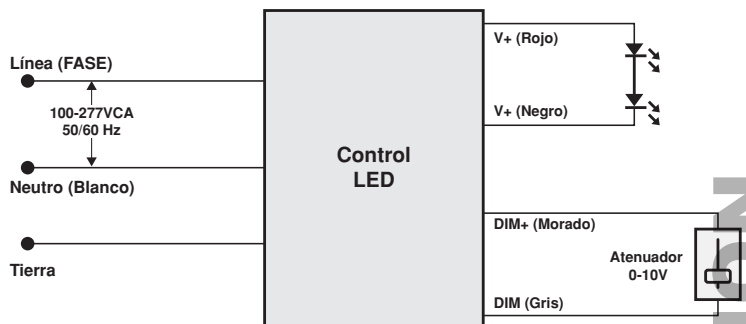 Línea (FASE)
100-277VCA
50/60 Hz
Neutro (Blanco)
Tierra
Control
LED
V+ (Rojo)
V+ (Negro)
DIM+ (Morado)
Atenuador
0-10V
DIM (Gris)